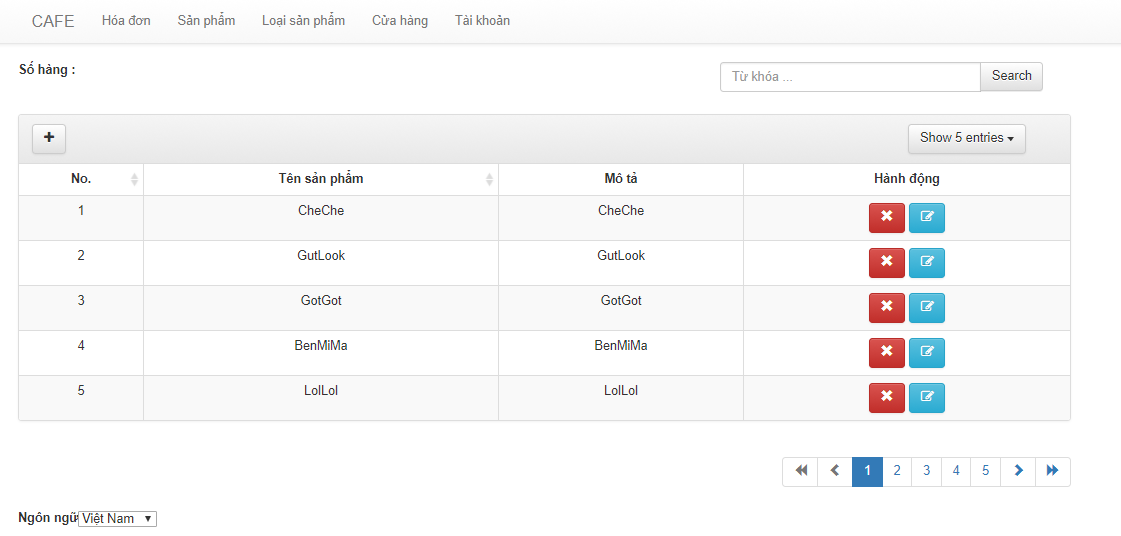 CAFE Hóa đơn Sản phẩm Loại sản phẩm Cửa hàng Tài khoản
Số hàng :
Từ khóa ... Search
Show 5 entries
No. Tên sản phẩm Mô tả Hành động
1 CheChe CheChe
2 GutLook GutLook
3 GotGot GotGot
4 BenMiMa BenMiMa
5 LolLol LolLol
1 2 3 4 5
Ngôn ngữ Việt Nam